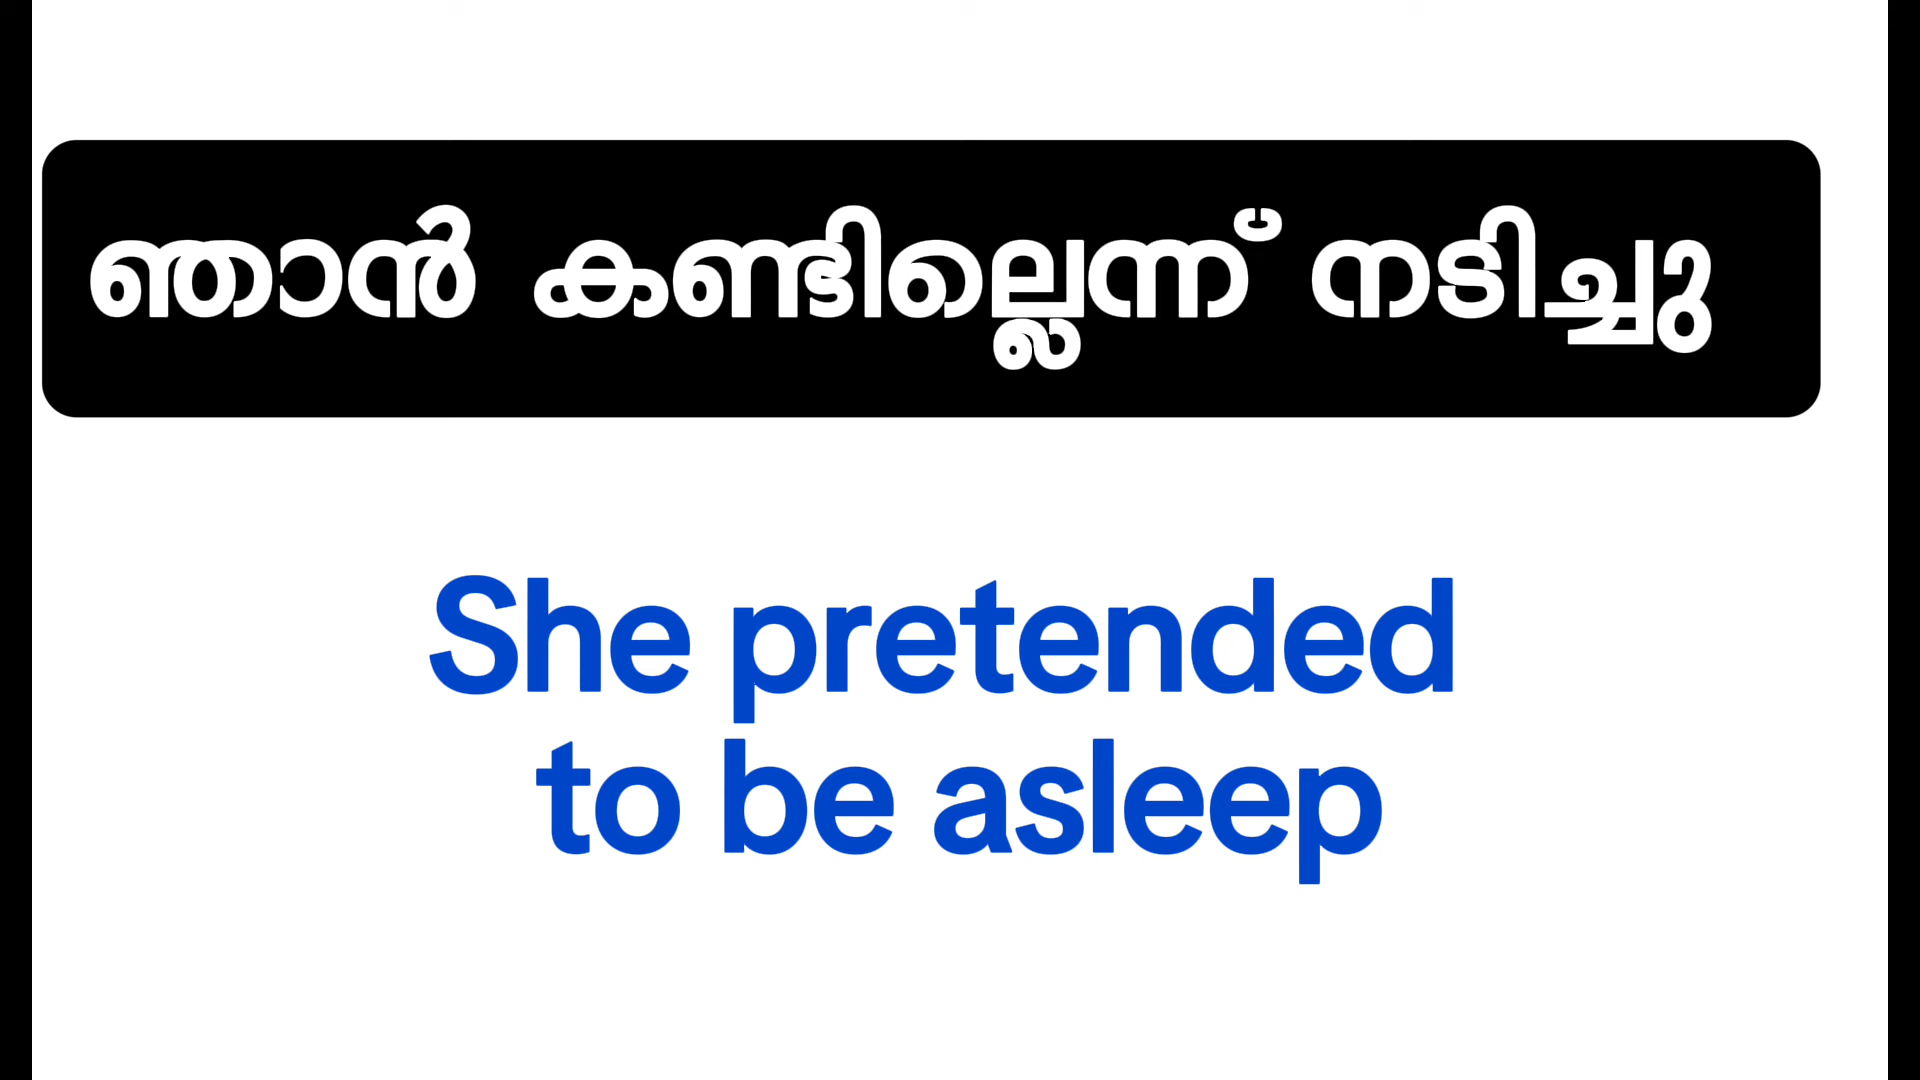 ഞാൻ കണ്ടില്ലെന്ന് നടിച്ചു
She pretended
to be asleep